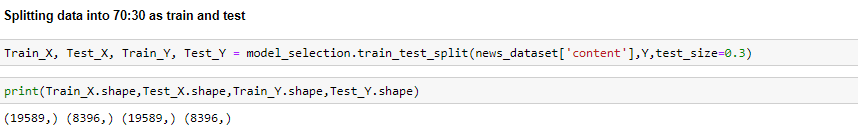 Splitting data into 70:30 as train and test
Train_X, Test_X, Train_Y, Test_Y = model_selection.train_test_split(news_dataset['content'],Y,test_size=0.3)
print(Train_X.shape,Test_X.shape,Train_Y.shape,Test_Y.shape)
(19589,) (8396,) (19589,) (8396,)